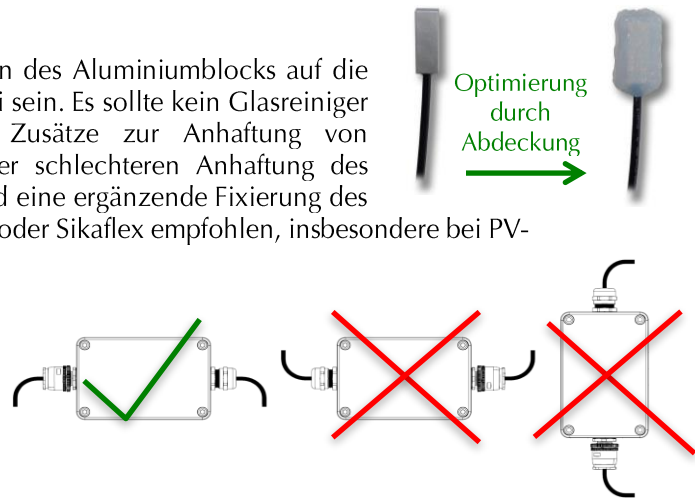 n des Aluminiumblocks auf die
i sein. Es sollte kein Glasreiniger
Zusätze zur Anhaftung von
er schlechteren Anhaftung des
d eine ergänzende Fixierung des
oder Sikaflex empfohlen, insbesondere bei PV-
Optimierung
durch
Abdeckung